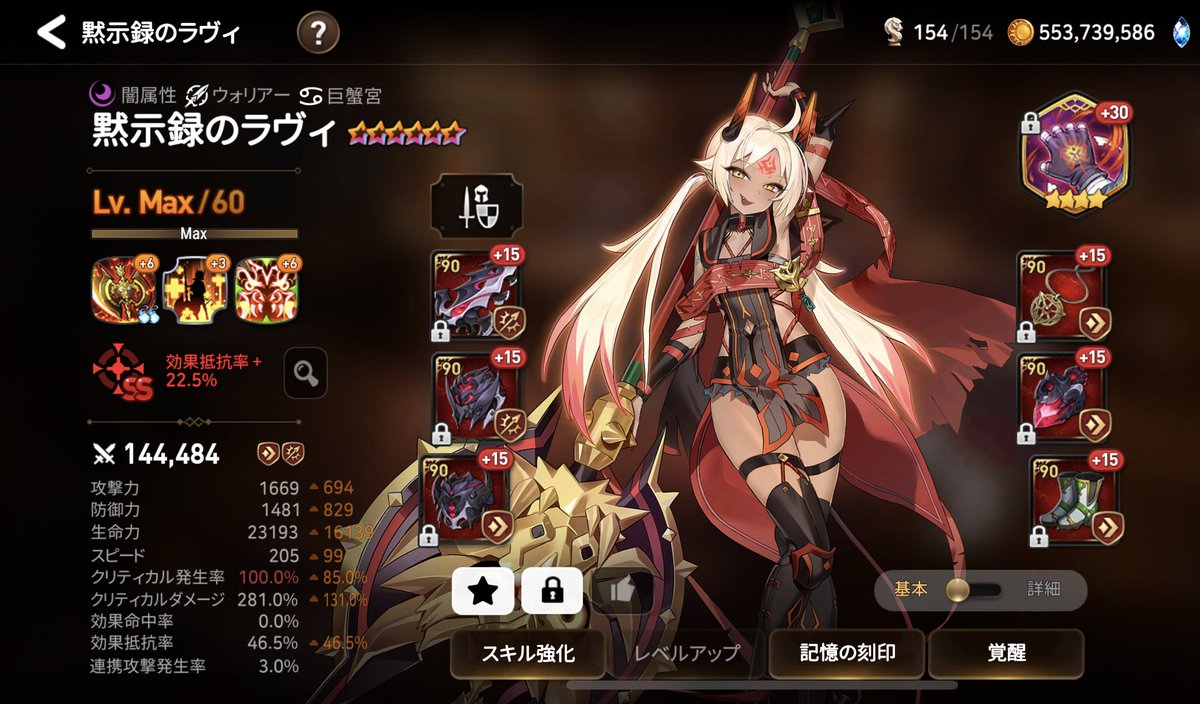 黙示録のラヴィ
?
154/154
553,739,586
闇属性 ウォリアー 巨蟹宮
黙示録のラヴィ
Lv. Max/60
Max
+6
+3
+6
SS
効果抵抗率+
22.5%
144,484
攻撃力 1669 694
防御力 1481 829
生命力 23193 16139
スピード 205 99
クリティカル発生率 100.0% 85.0%
クリティカルダメージ 281.0% 131.0%
効果命中率 0.0%
効果抵抗率 46.5% 46.5%
連携攻撃発生率 3.0%
90 +15
90 +15
90 +15
+30
90 +15
90 +15
90 +15
基本 詳細
スキル強化
レベルアップ
記憶の刻印
覚醒